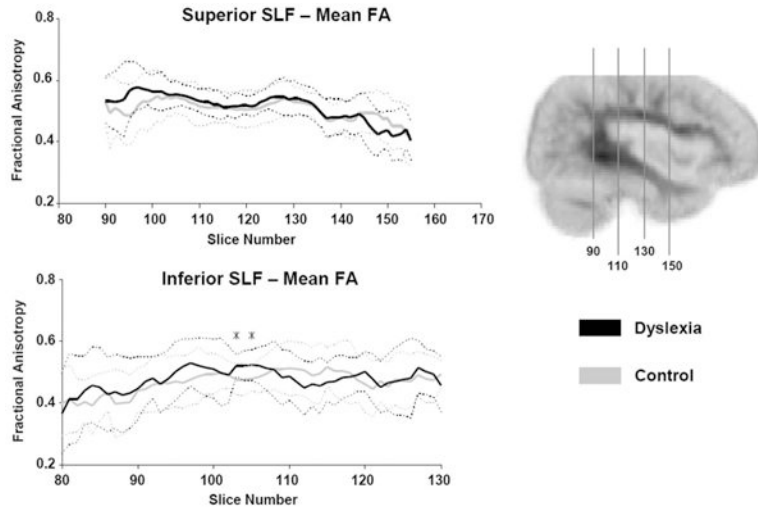 Superior SLF – Mean FA
Fractional Anisotropy
0.8
0.6
0.4
0.2
80 90 100 110 120 130 140 150 160 170
Slice Number
90
110
130
150
Inferior SLF – Mean FA
Fractional Anisotropy
0.8
0.6
0.4
0.2
80 90 100 110 120 130
Slice Number
Dyslexia
Control